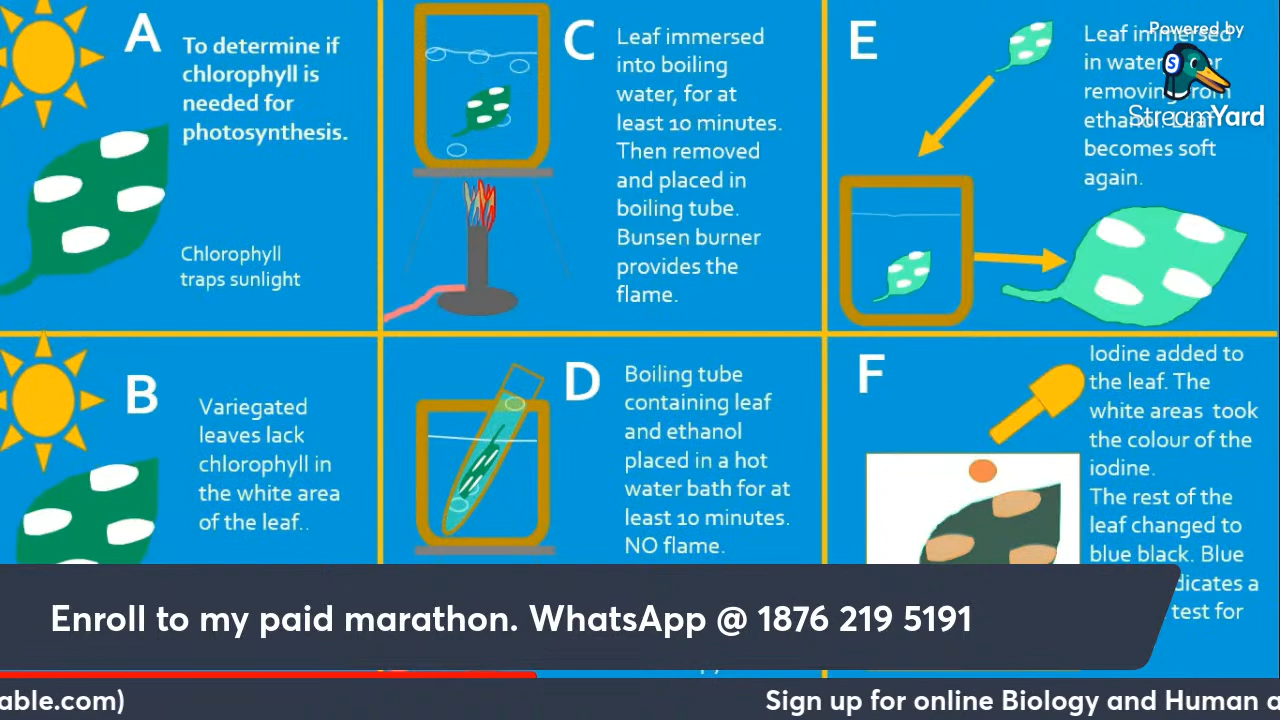 A
To determine if
chlorophyll is
needed for
photosynthesis.
Chlorophyll
traps sunlight
B
Variegated
leaves lack
chlorophyll in
the white area
of the leaf..
C
Leaf immersed
into boiling
water, for at
least 10 minutes.
Then removed
and placed in
boiling tube.
Bunsen burner
provides the
flame.
D
Boiling tube
containing leaf
and ethanol
placed in a hot
water bath for at
least 10 minutes.
NO flame.
E
Leaf immersed
in water
removing from
ethanol. Leaf
becomes soft
again.
Powered by
S
StreamYard
F
Iodine added to
the leaf. The
white areas took
the colour of the
iodine.
The rest of the
leaf changed to
blue black. Blue
dicates a
test for
Enroll to my paid marathon. WhatsApp @ 1876 219 5191
able.com)
Sign up for online Biology and Human